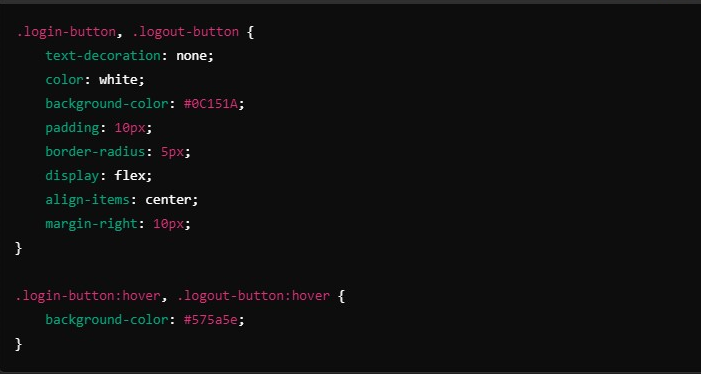 .login-button, .logout-button {
    text-decoration: none;
    color: white;
    background-color: #0C151A;
    padding: 10px;
    border-radius: 5px;
    display: flex;
    align-items: center;
    margin-right: 10px;
}

.login-button:hover, .logout-button:hover {
    background-color: #575a5e;
}